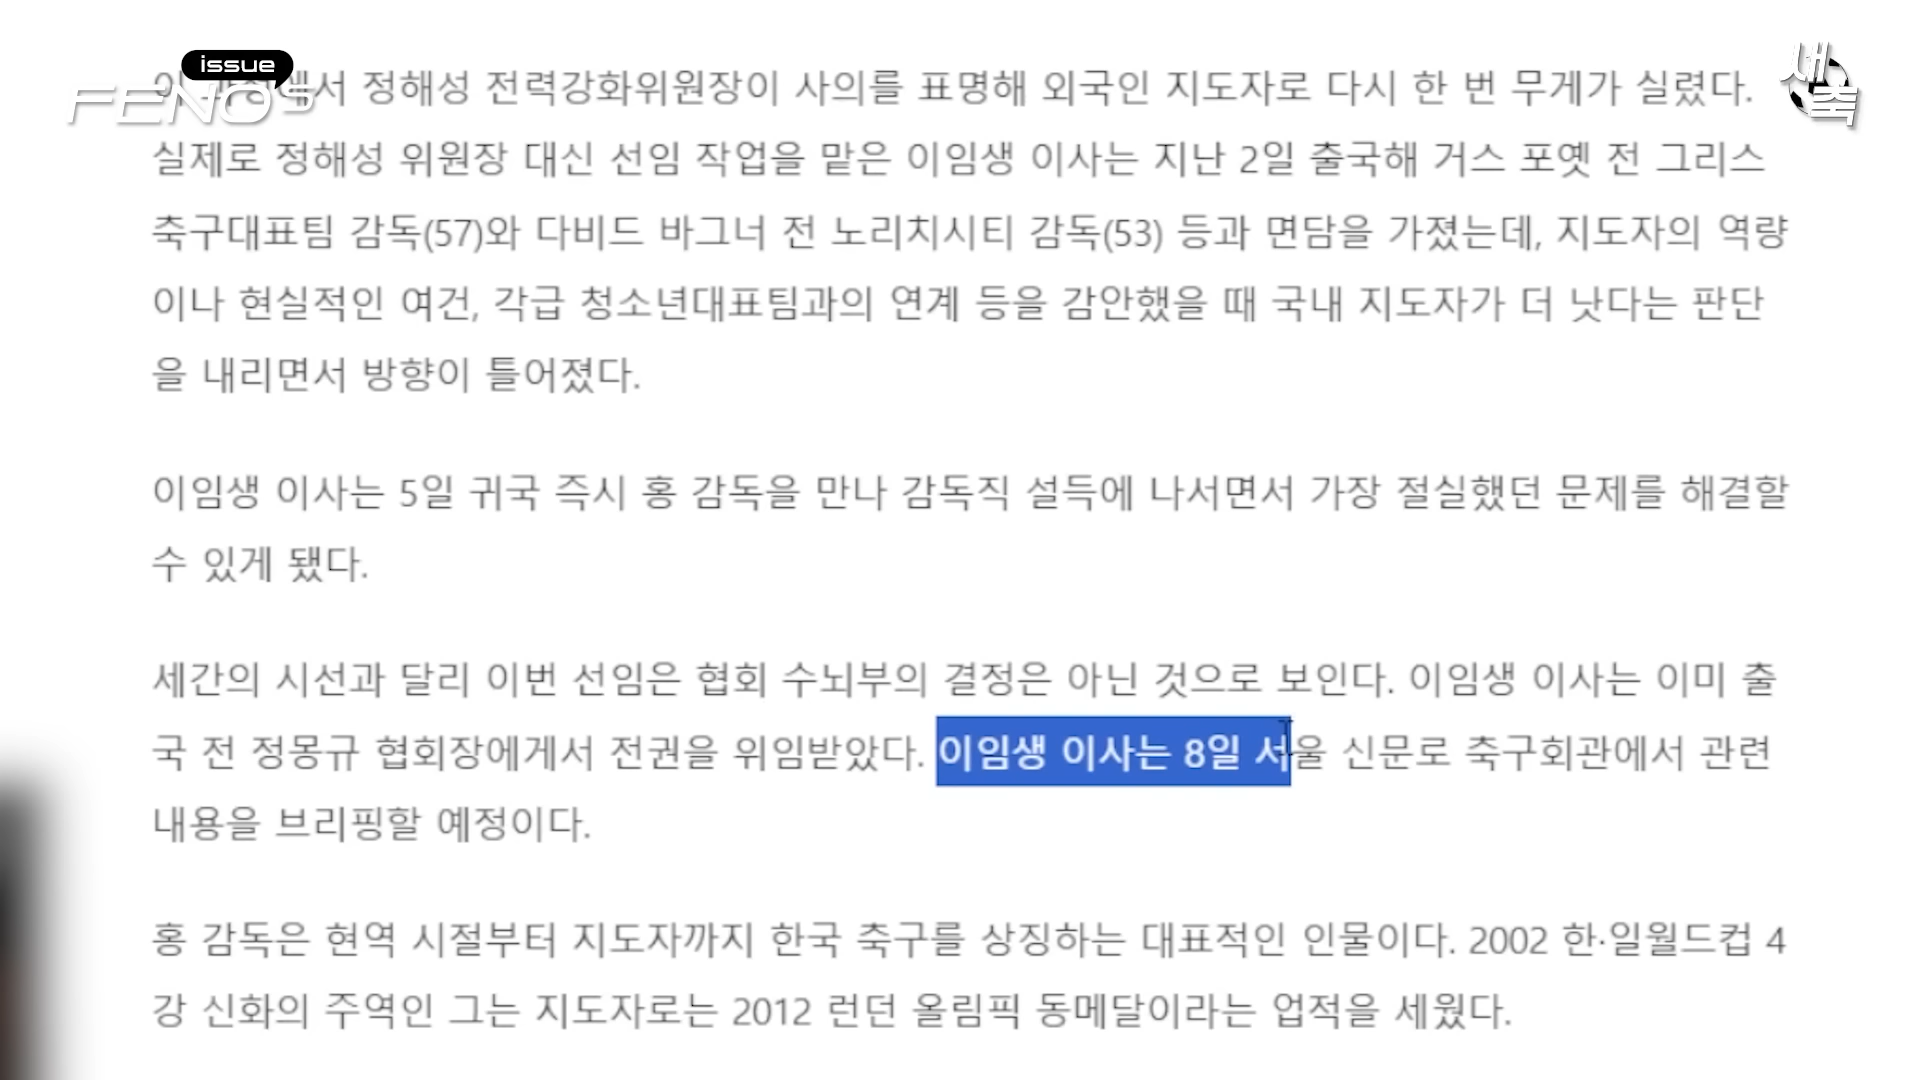 issue
FENOS
서 정해성 전력강화위원장이 사의를 표명해 외국인 지도자로 다시 한 번 무게가 실렸다.
새축
실제로 정해성 위원장 대신 선임 작업을 맡은 이임생 이사는 지난 2일 출국해 거스 포옛 전 그리스
축구대표팀 감독(57)와 다비드 바그너 전 노리치시티 감독(53) 등과 면담을 가졌는데, 지도자의 역량
이나 현실적인 여건, 각급 청소년대표팀과의 연계 등을 감안했을 때 국내 지도자가 더 낫다는 판단
을 내리면서 방향이 틀어졌다.
이임생 이사는 5일 귀국 즉시 홍 감독을 만나 감독직 설득에 나서면서 가장 절실했던 문제를 해결할
수 있게 됐다.
세간의 시선과 달리 이번 선임은 협회 수뇌부의 결정은 아닌 것으로 보인다. 이임생 이사는 이미 출
국 전 정몽규 협회장에게서 전권을 위임받았다. 이임생 이사는 8일 서울 신문로 축구회관에서 관련
내용을 브리핑할 예정이다.
홍 감독은 현역 시절부터 지도자까지 한국 축구를 상징하는 대표적인 인물이다. 2002 한·일월드컵 4
강 신화의 주역인 그는 지도자로는 2012 런던 올림픽 동메달이라는 업적을 세웠다.